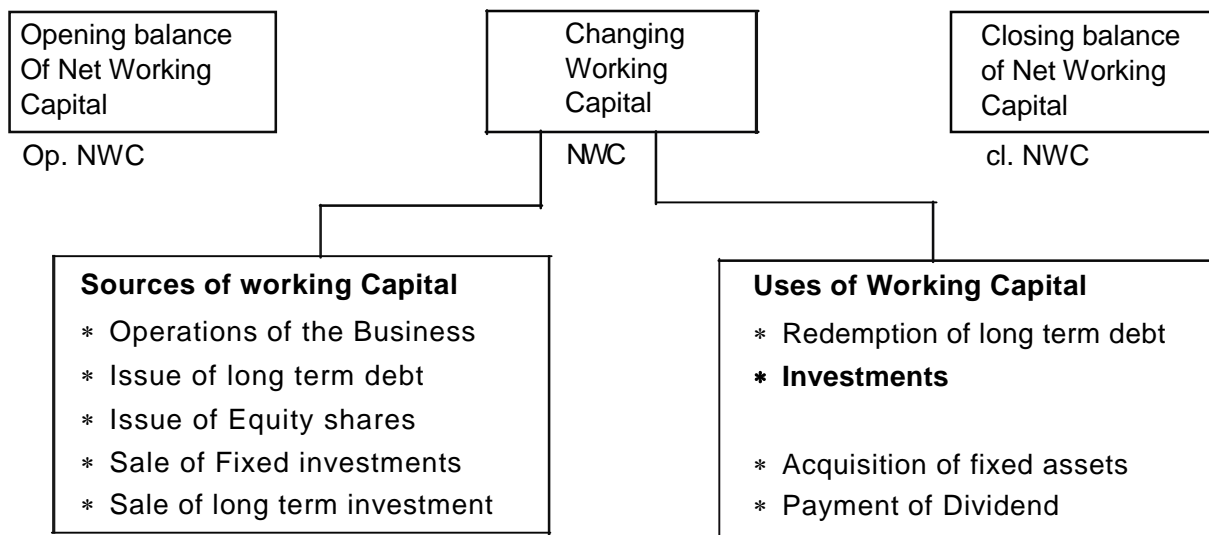 Opening balance
Of Net Working
Capital
Op. NWC
Changing
Working
Capital
NWC
Closing balance
of Net Working
Capital
cl. NWC
Sources of working Capital
* Operations of the Business
* Issue of long term debt
* Issue of Equity shares
* Sale of Fixed investments
* Sale of long term investment
Uses of Working Capital
* Redemption of long term debt
* Investments
* Acquisition of fixed assets
* Payment of Dividend